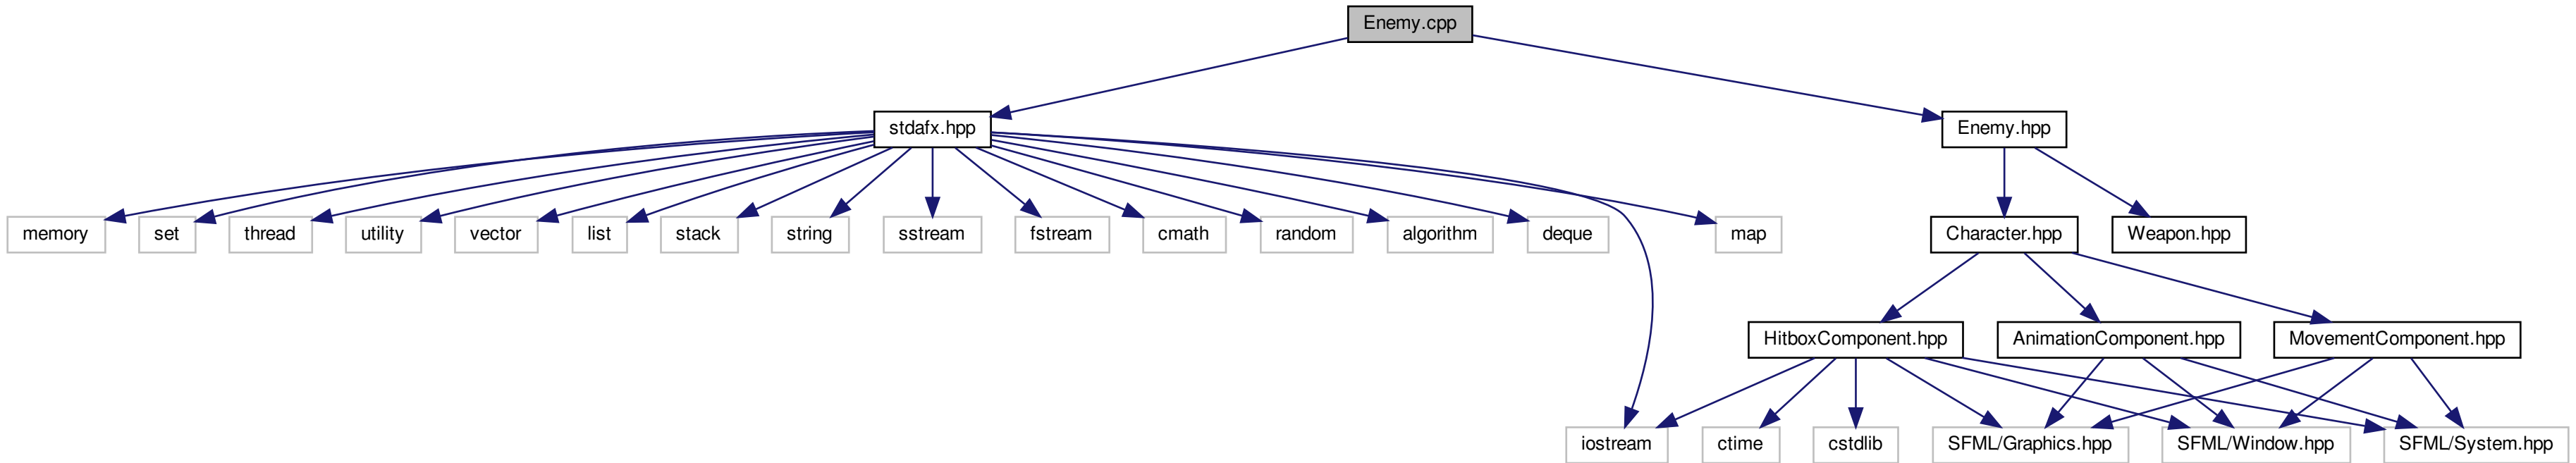 Enemy.cpp
stdafx.hpp
Enemy.hpp
memory
set
thread
utility
vector
list
stack
string
sstream
fstream
cmath
random
algorithm
deque
map
Character.hpp
Weapon.hpp
HitboxComponent.hpp
AnimationComponent.hpp
MovementComponent.hpp
iostream
ctime
cstdlib
SFML/Graphics.hpp
SFML/Window.hpp
SFML/System.hpp